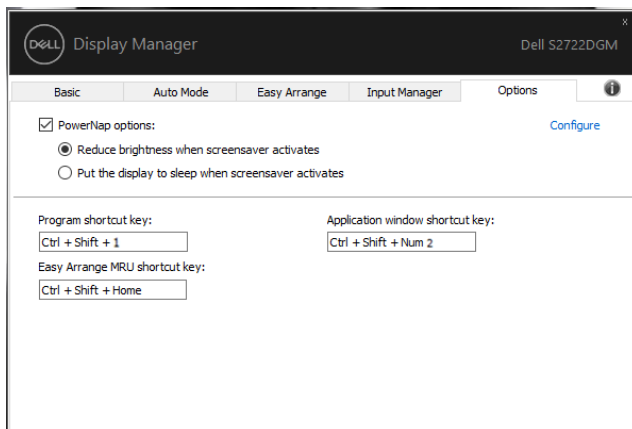 x
DELL Display Manager Dell S2722DGM
Basic Auto Mode Easy Arrange Input Manager Options i
PowerNap options: Configure
Reduce brightness when screensaver activates
Put the display to sleep when screensaver activates
Program shortcut key: Application window shortcut key:
Ctrl + Shift + 1 Ctrl + Shift + Num 2
Easy Arrange MRU shortcut key:
Ctrl + Shift + Home